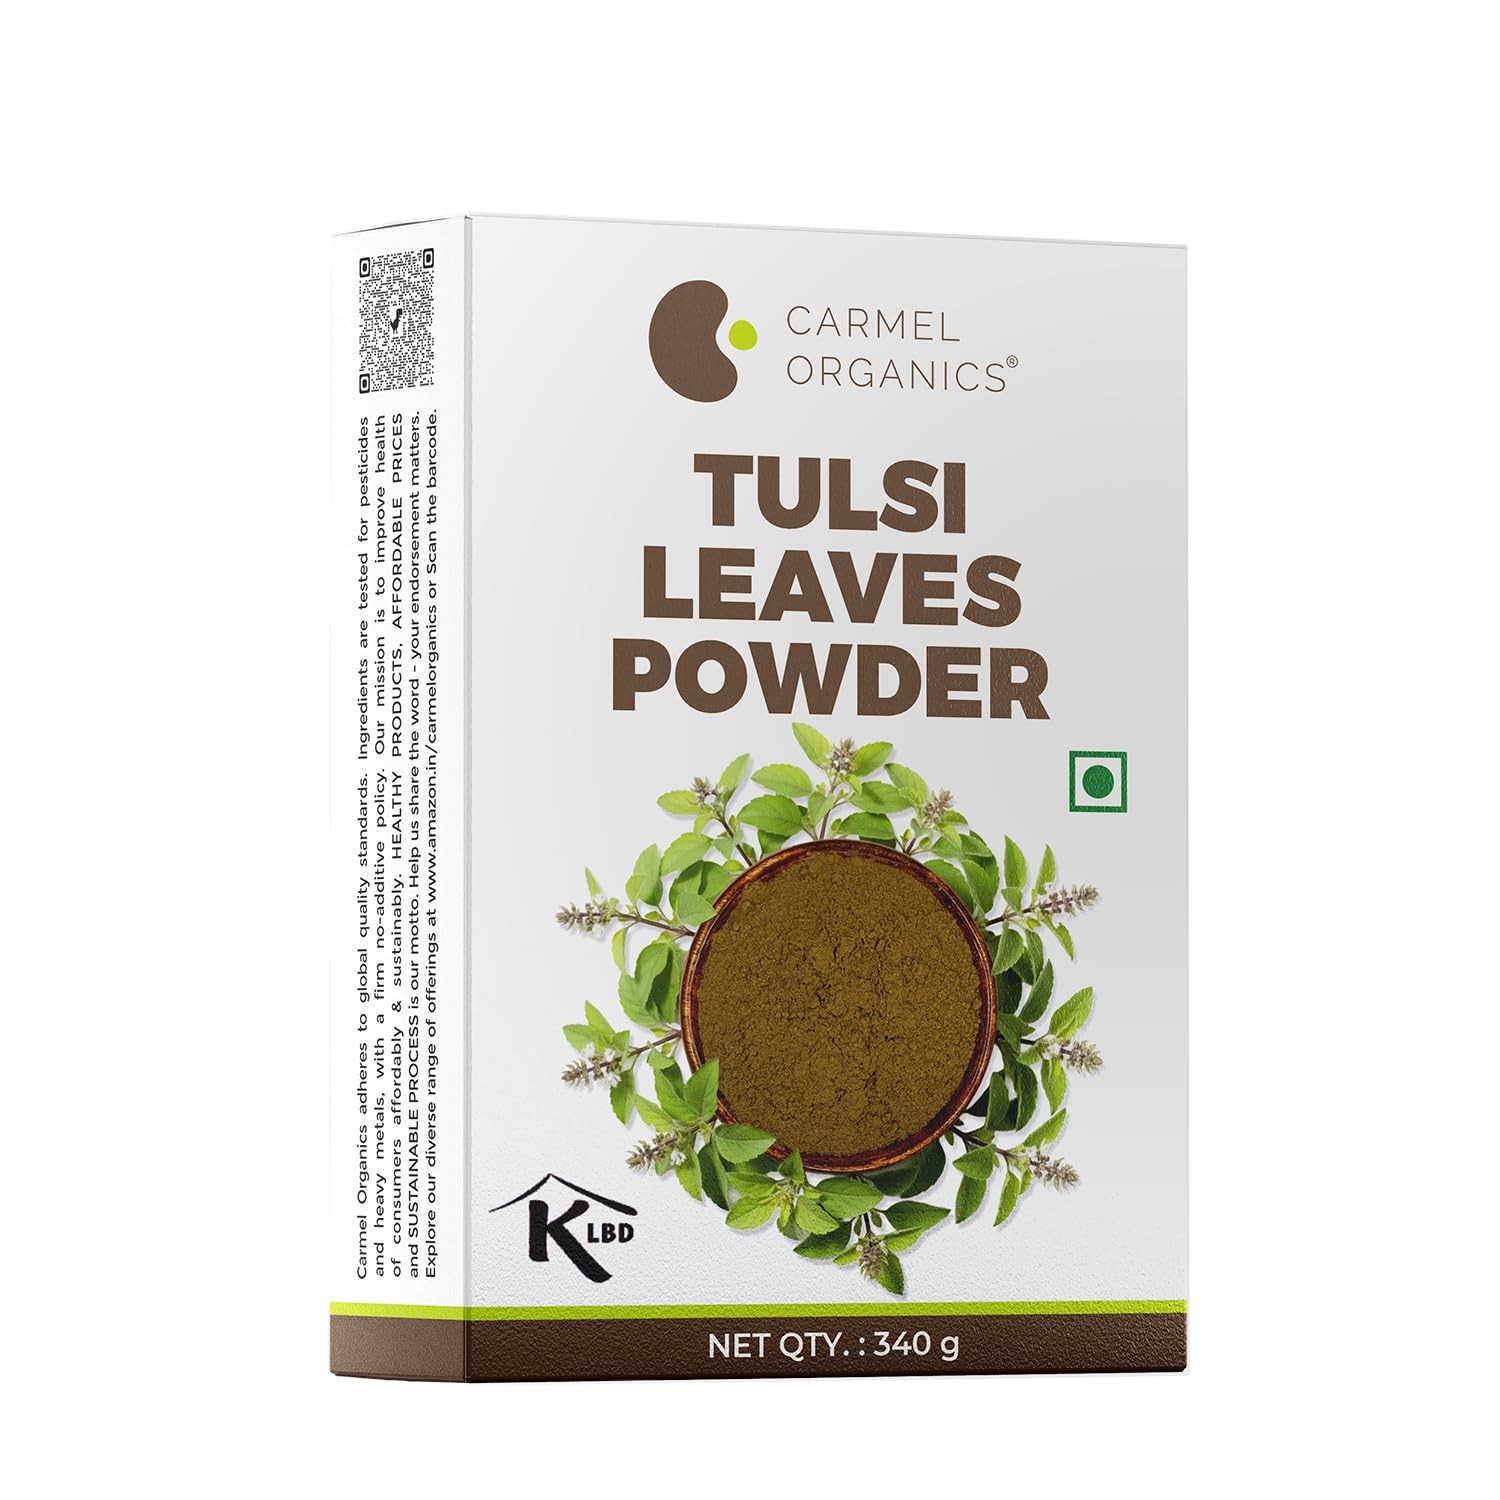 CARMEL
ORGANICS®
TULSI
LEAVES
POWDER
K LBD
NET QTY. : 340 g
Carmel Organics adheres to global quality standards. Ingredients are tested for pesticides
and heavy metals, with a firm no-additive policy. Our mission is to improve health
of consumers affordably & sustainably. HEALTHY PRODUCTS, AFFORDABLE PRICES
and SUSTAINABLE PROCESS is our motto. Help us share the word - your endorsement matters.
Explore our diverse range of offerings at www.amazon.in/carmelorganics or Scan the barcode.